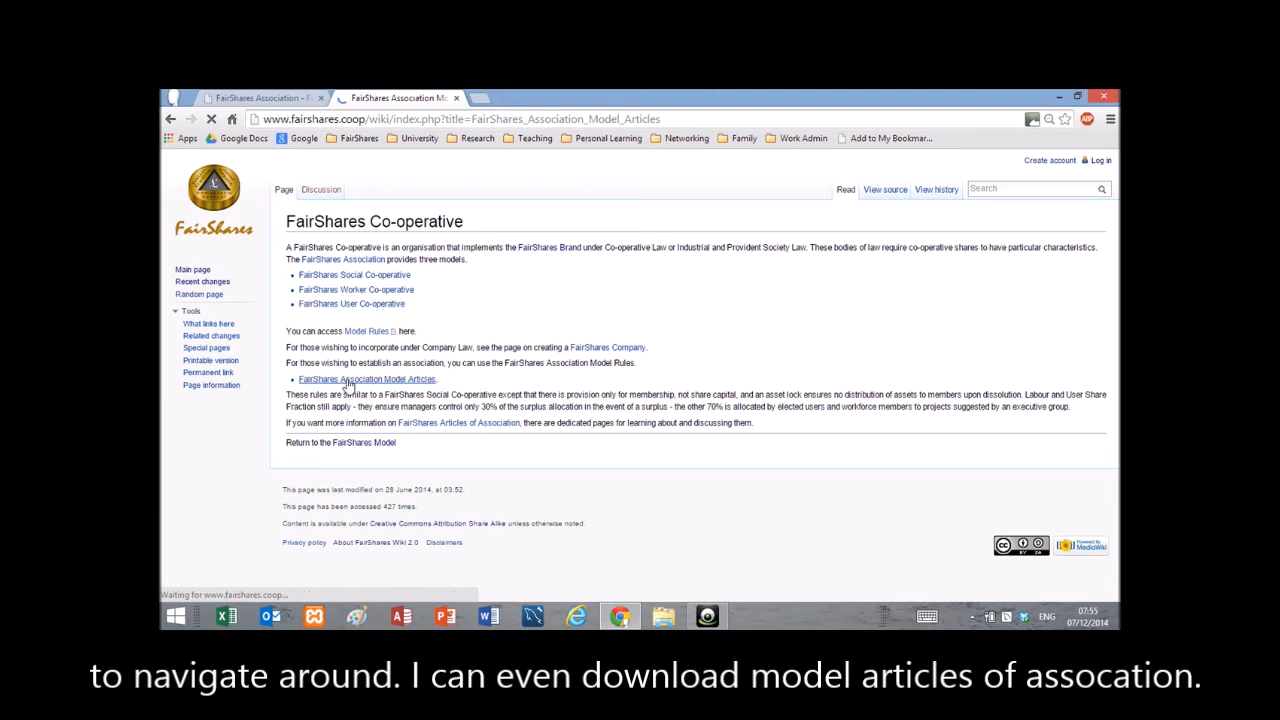 FairShares Association - F
FairShares Association Mo
www.fairshares.coop/wiki/index.php?title=FairShares_Association_Model_Articles
Apps Google Docs Google FairShares University Research Teaching Personal Learning Networking Family Work Admin Add to My Bookmar...
Create account Log in
Page Discussion Read View source View history Search
FairShares
FairShares Co-operative
A FairShares Co-operative is an organisation that implements the FairShares Brand under Co-operative Law or Industrial and Provident Society Law. These bodies of law require co-operative shares to have particular characteristics.
The FairShares Association provides three models.
Main page
Recent changes
Random page
Tools
What links here
Related changes
Special pages
Printable version
Permanent link
Page information
• FairShares Social Co-operative
• FairShares Worker Co-operative
• FairShares User Co-operative
You can access Model Rules here.
For those wishing to incorporate under Company Law, see the page on creating a FairShares Company.
For those wishing to establish an association, you can use the FairShares Association Model Rules.
• FairShares Association Model Articles.
These rules are similar to a FairShares Social Co-operative except that there is provision only for membership, not share capital, and an asset lock ensures no distribution of assets to members upon dissolution. Labour and User Share
Fraction still apply - they ensure managers control only 30% of the surplus allocation in the event of a surplus - the other 70% is allocated by elected users and workforce members to projects suggested by an executive group.
If you want more information on FairShares Articles of Association, there are dedicated pages for learning about and discussing them.
Return to the FairShares Model
This page was last modified on 28 June 2014, at 03:52.
This page has been accessed 427 times.
Content is available under Creative Commons Attribution Share Alike unless otherwise noted.
Privacy policy About FairShares Wiki 2.0 Disclaimers
Powered By MediaWiki
Waiting for www.fairshares.coop...
ENG
07:55
07/12/2014
to navigate around. I can even download model articles of assocation.